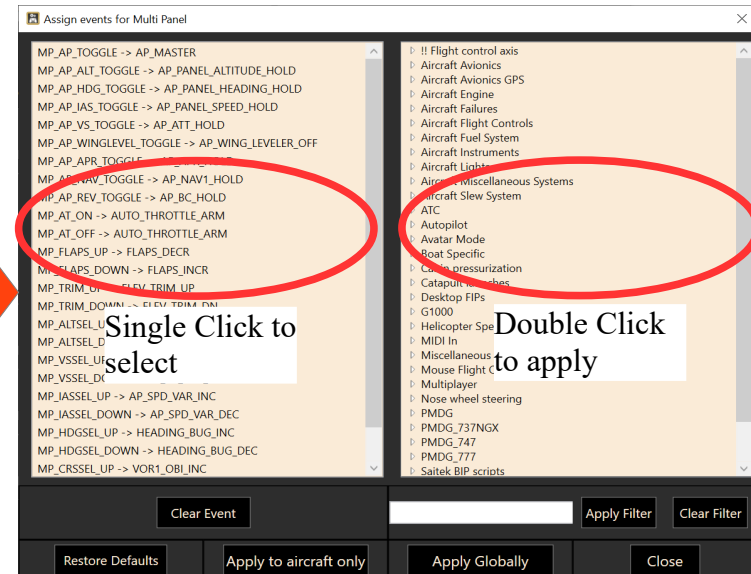 Assign events for Multi Panel
MP_AP_TOGGLE -> AP_MASTER
MP_AP_ALT_TOGGLE -> AP_PANEL_ALTITUDE_HOLD
MP_AP_HDG_TOGGLE -> AP_PANEL_HEADING_HOLD
MP_AP_IAS_TOGGLE -> AP_PANEL_SPEED_HOLD
MP_AP_VS_TOGGLE -> AP_ATT_HOLD
MP_AP_WINGLEVEL_TOGGLE -> AP_WING_LEVELER_OFF
MP_AP_APR_TOGGLE
MP_AP_NAV_TOGGLE -> AP_NAV1_HOLD
MP_AP_REV_TOGGLE -> AP_BC_HOLD
MP_AT_ON -> AUTO_THROTTLE_ARM
MP_AT_OFF -> AUTO_THROTTLE_ARM
MP_FLAPS_UP -> FLAPS_DECR
MP_FLAPS_DOWN -> FLAPS_INCR
MP_TRIM_UP -> ELEV_TRIM_UP
MP_TRIM_DOWN -> ELEV_TRIM_DN
MP_ALTSEL_U
MP_ALTSEL_D
MP_VSSEL_UP
MP_VSSEL_DO
MP_IASSEL_UP -> AP_SPD_VAR_INC
MP_IASSEL_DOWN -> AP_SPD_VAR_DEC
MP_HDGSEL_UP -> HEADING_BUG_INC
MP_HDGSEL_DOWN -> HEADING_BUG_DEC
MP_CRSSEL_UP -> VOR1_OBI_INC
Single Click to
select
!! Flight control axis
Aircraft Avionics
Aircraft Avionics GPS
Aircraft Engine
Aircraft Failures
Aircraft Flight Controls
Aircraft Fuel System
Aircraft Instruments
Aircraft Lights
Aircraft Miscellaneous Systems
Aircraft Slew System
ATC
Autopilot
Avatar Mode
Boat Specific
Cabin pressurization
Catapult launches
Desktop FIPs
G1000
Helicopter Spe
MIDI In
Miscellaneous
Mouse Flight C
Multiplayer
Nose wheel steering
PMDG
PMDG_737NGX
PMDG_747
PMDG_777
Saitek BIP scripts
Double Click
to apply
Clear Event
Apply Filter
Clear Filter
Restore Defaults
Apply to aircraft only
Apply Globally
Close